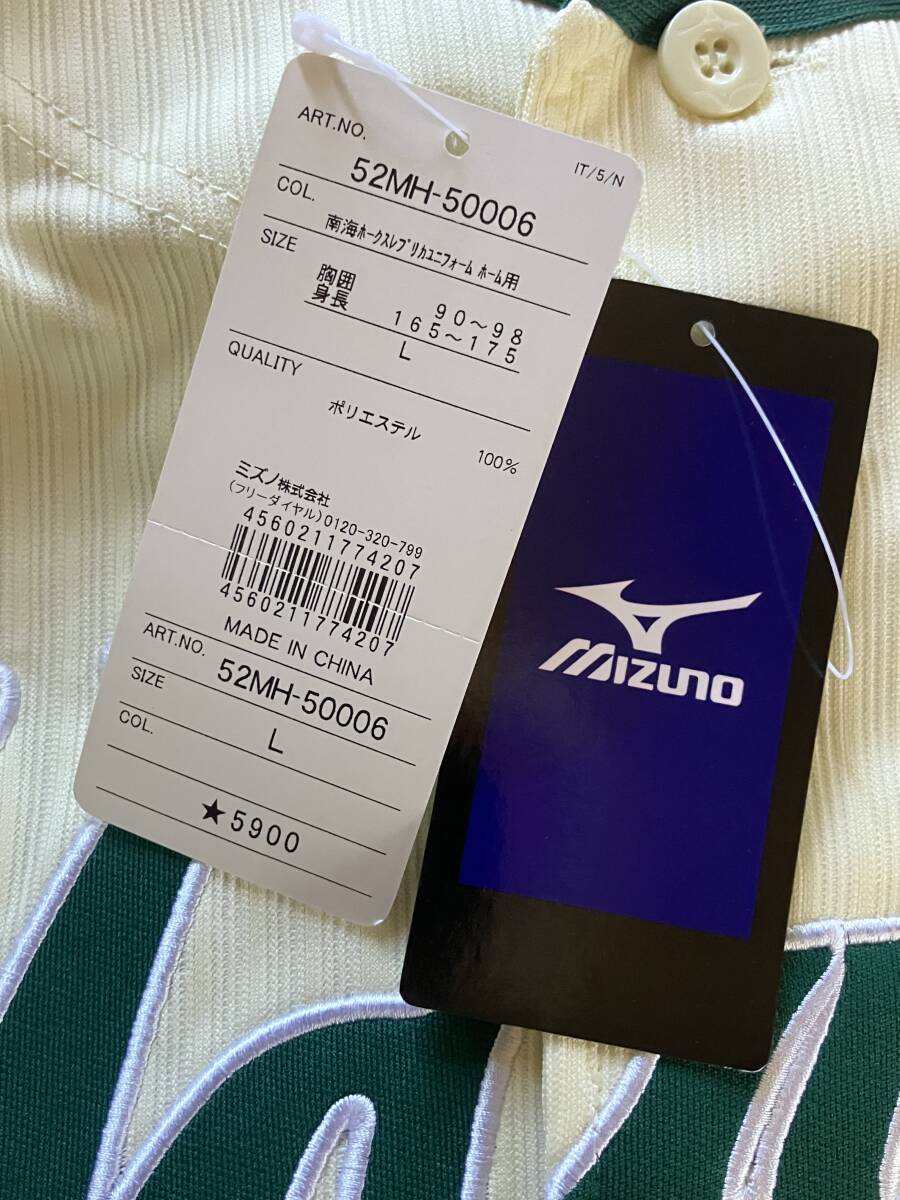 ART.NO.
IT/5/N
52MH-50006
COL.
南海ﾎｰｸｽﾚﾌﾟﾘｶﾕﾆﾌｫｰﾑ ﾎｰﾑ用
SIZE
胸囲 90～98
身長 165～175
L
QUALITY
ポリエステル 100%
ミズノ株式会社
(フリーダイヤル)0120-320-799
4560211774207
4560211774207
MADE IN CHINA
ART.NO. 52MH-50006
SIZE L
COL.
★5900
MIZUNO